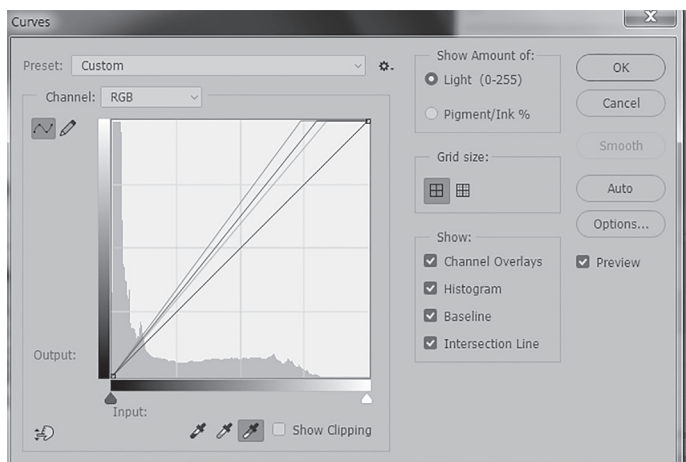 Curves
Preset: Custom
Channel: RGB
Output:
Input:
Show Clipping
Show Amount of:
Light (0-255)
Pigment/Ink %
Grid size:
Show:
Channel Overlays
Histogram
Baseline
Intersection Line
OK
Cancel
Smooth
Auto
Options...
Preview